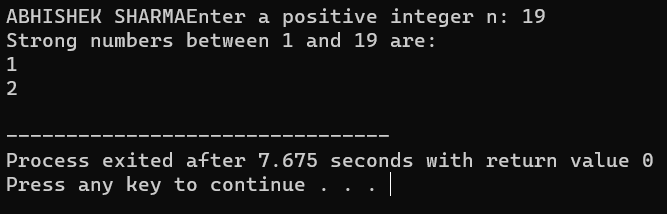 ABHISHEK SHARMAEnter a positive integer n: 19
Strong numbers between 1 and 19 are:
1
2
--------------------------------
Process exited after 7.675 seconds with return value 0
Press any key to continue . . .